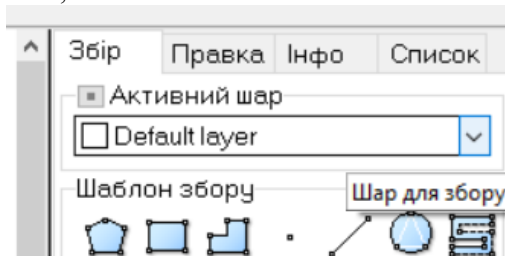 Збір Правка Інфо Список
Активний шар
Default layer
Шаблон збору
Шар для збору